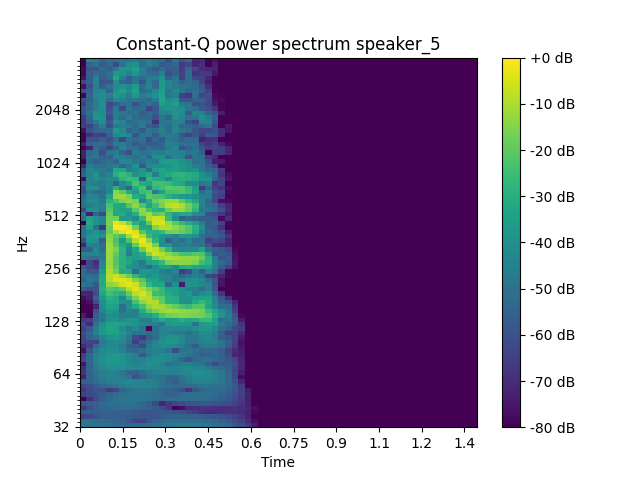 Constant-Q power spectrum speaker_5
+0 dB
2048
-10 dB
1024
-20 dB
-30 dB
512
Hz
-40 dB
256
-50 dB
128
-60 dB
64
-70 dB
32
-80 dB
0 0.15 0.3 0.45 0.6 0.75 0.9 1.1 1.2 1.4
Time